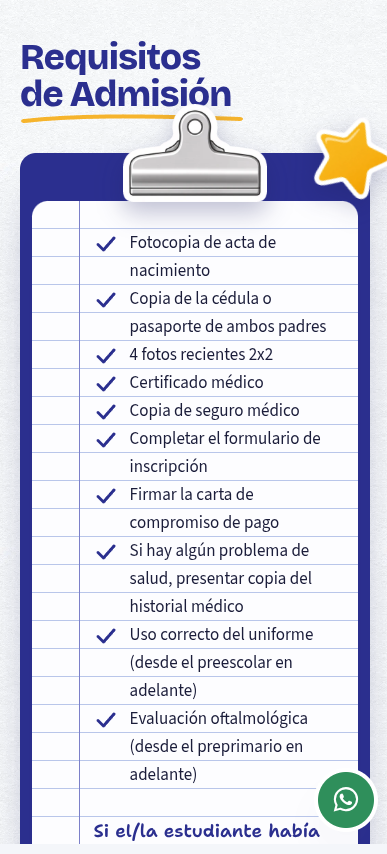 Requisitos
de Admisión
Fotocopia de acta de
nacimiento
Copia de la cédula o
pasaporte de ambos padres
4 fotos recientes 2x2
Certificado médico
Copia de seguro médico
Completar el formulario de
inscripción
Firmar la carta de
compromiso de pago
Si hay algún problema de
salud, presentar copia del
historial médico
Uso correcto del uniforme
(desde el preescolar en
adelante)
Evaluación oftalmológica
(desde el preprimario en
adelante)
Si el/la estudiante había